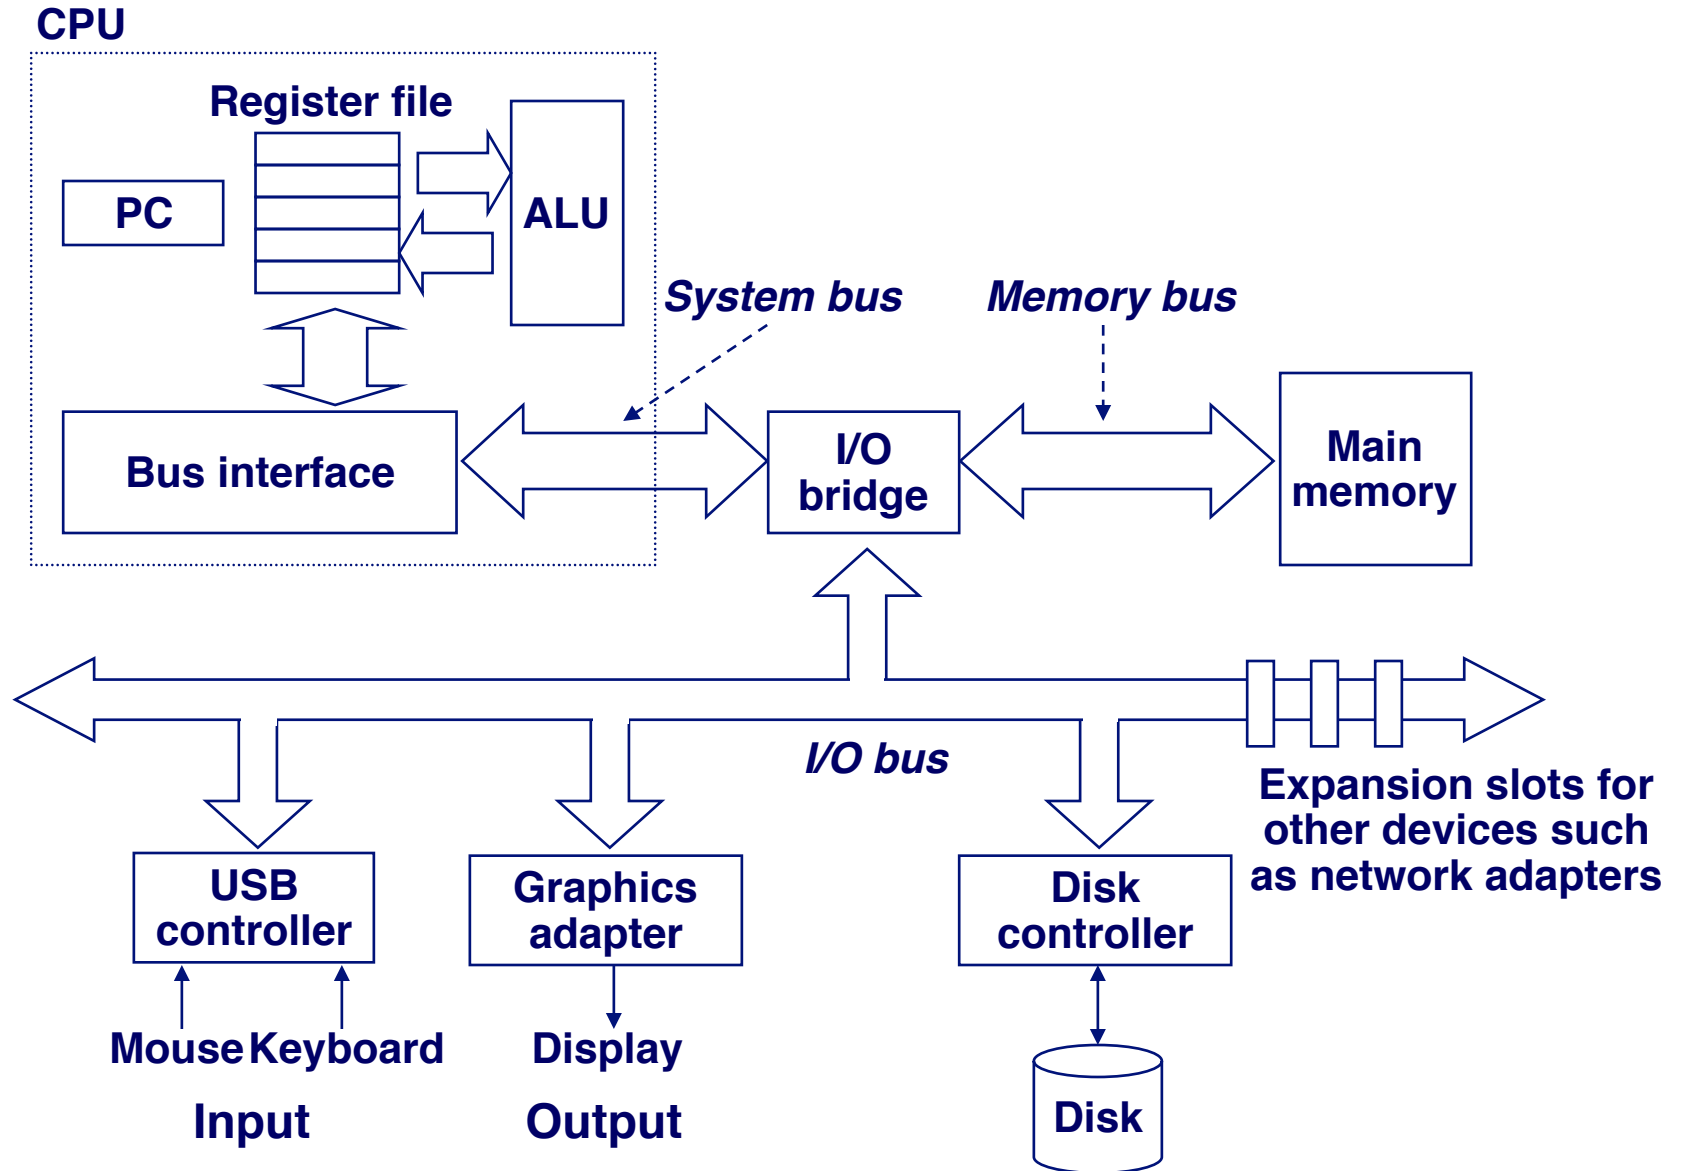 CPU
Register file
PC
ALU
System bus
Memory bus
Bus interface
I/O
bridge
Main
memory
I/O bus
Expansion slots for
other devices such
as network adapters
USB
controller
Graphics
adapter
Disk
controller
Mouse
Keyboard
Display
Input
Output
Disk